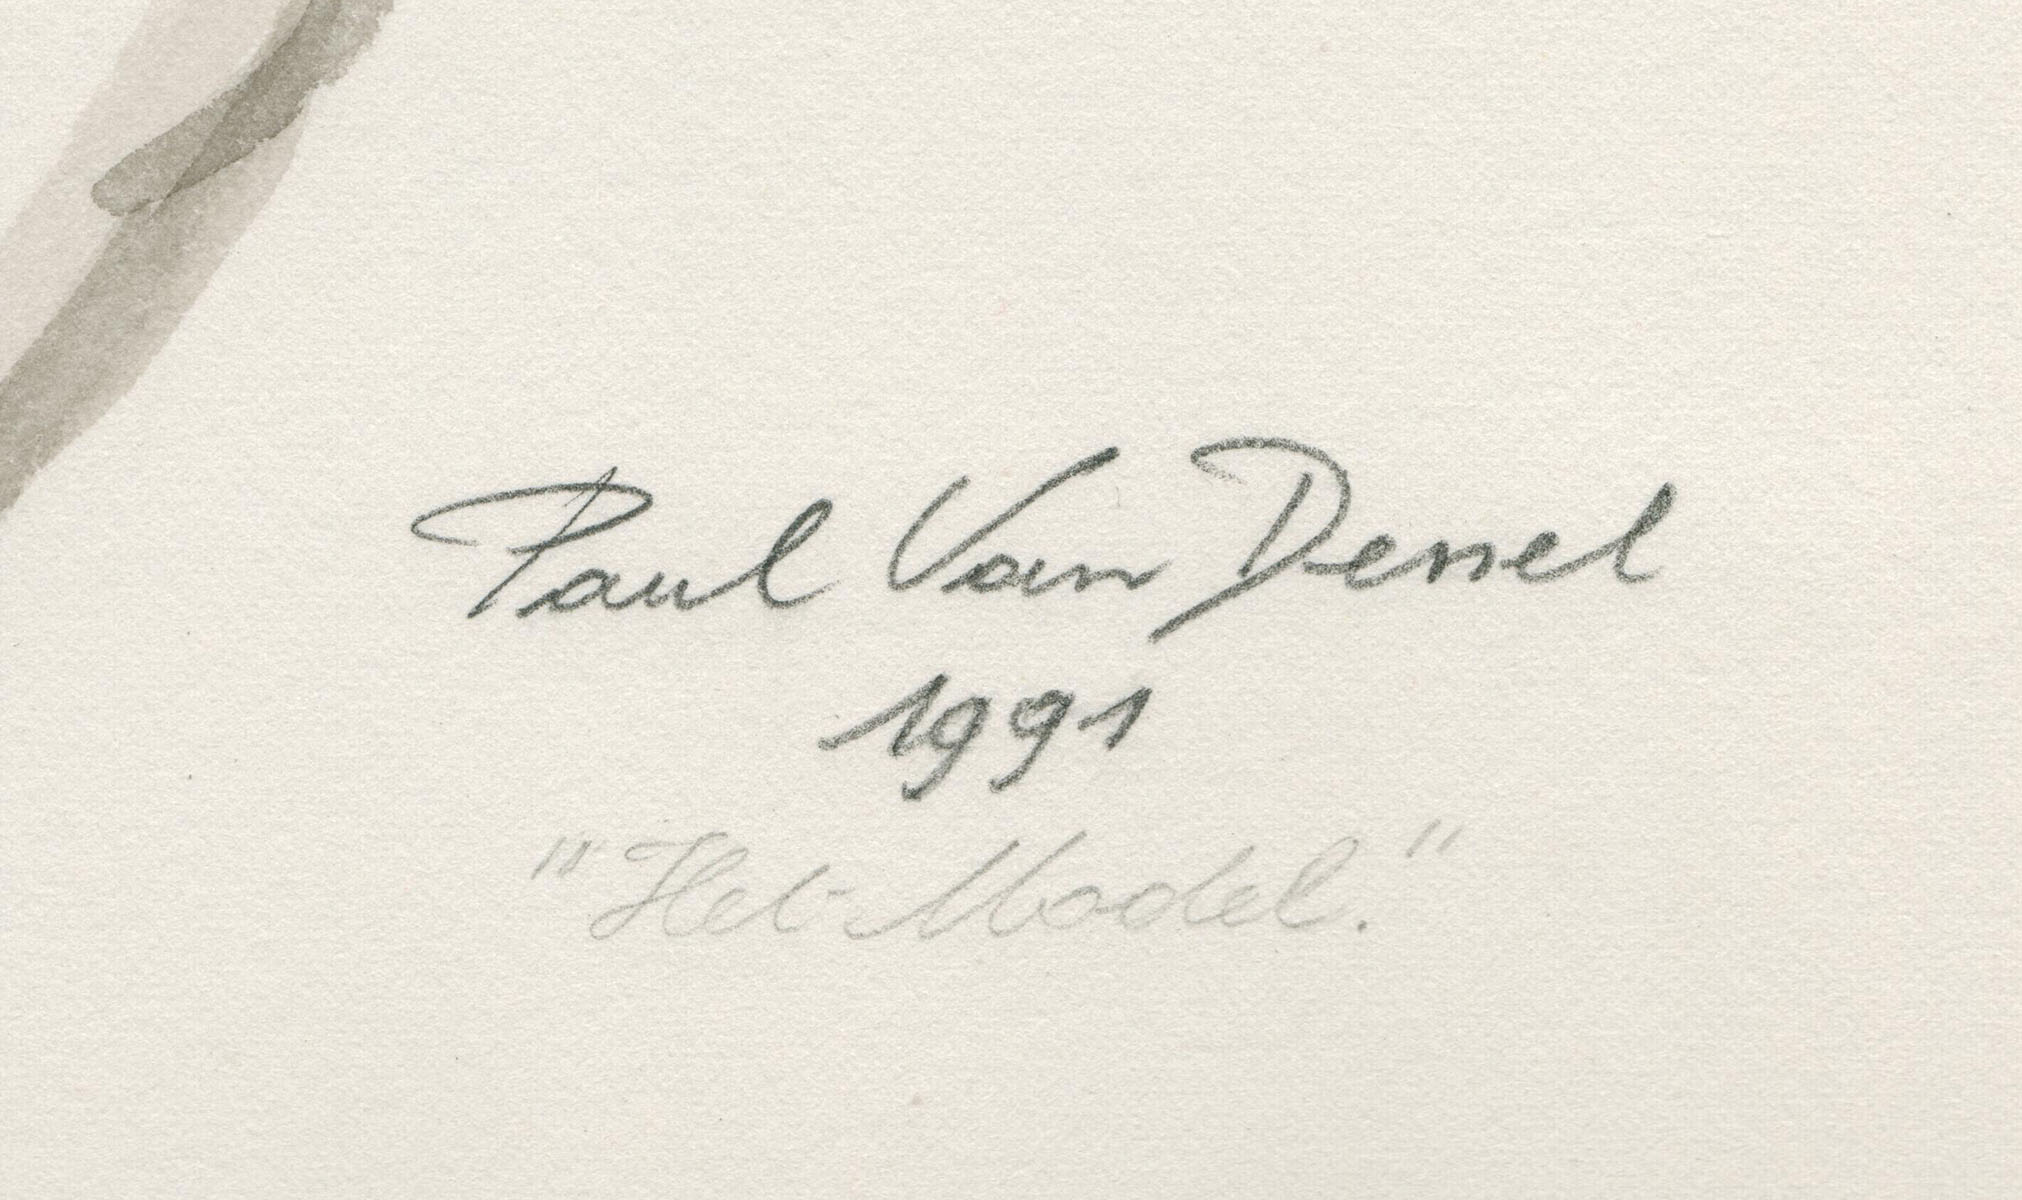 Paul Van Dessel
1991
"Het Model."